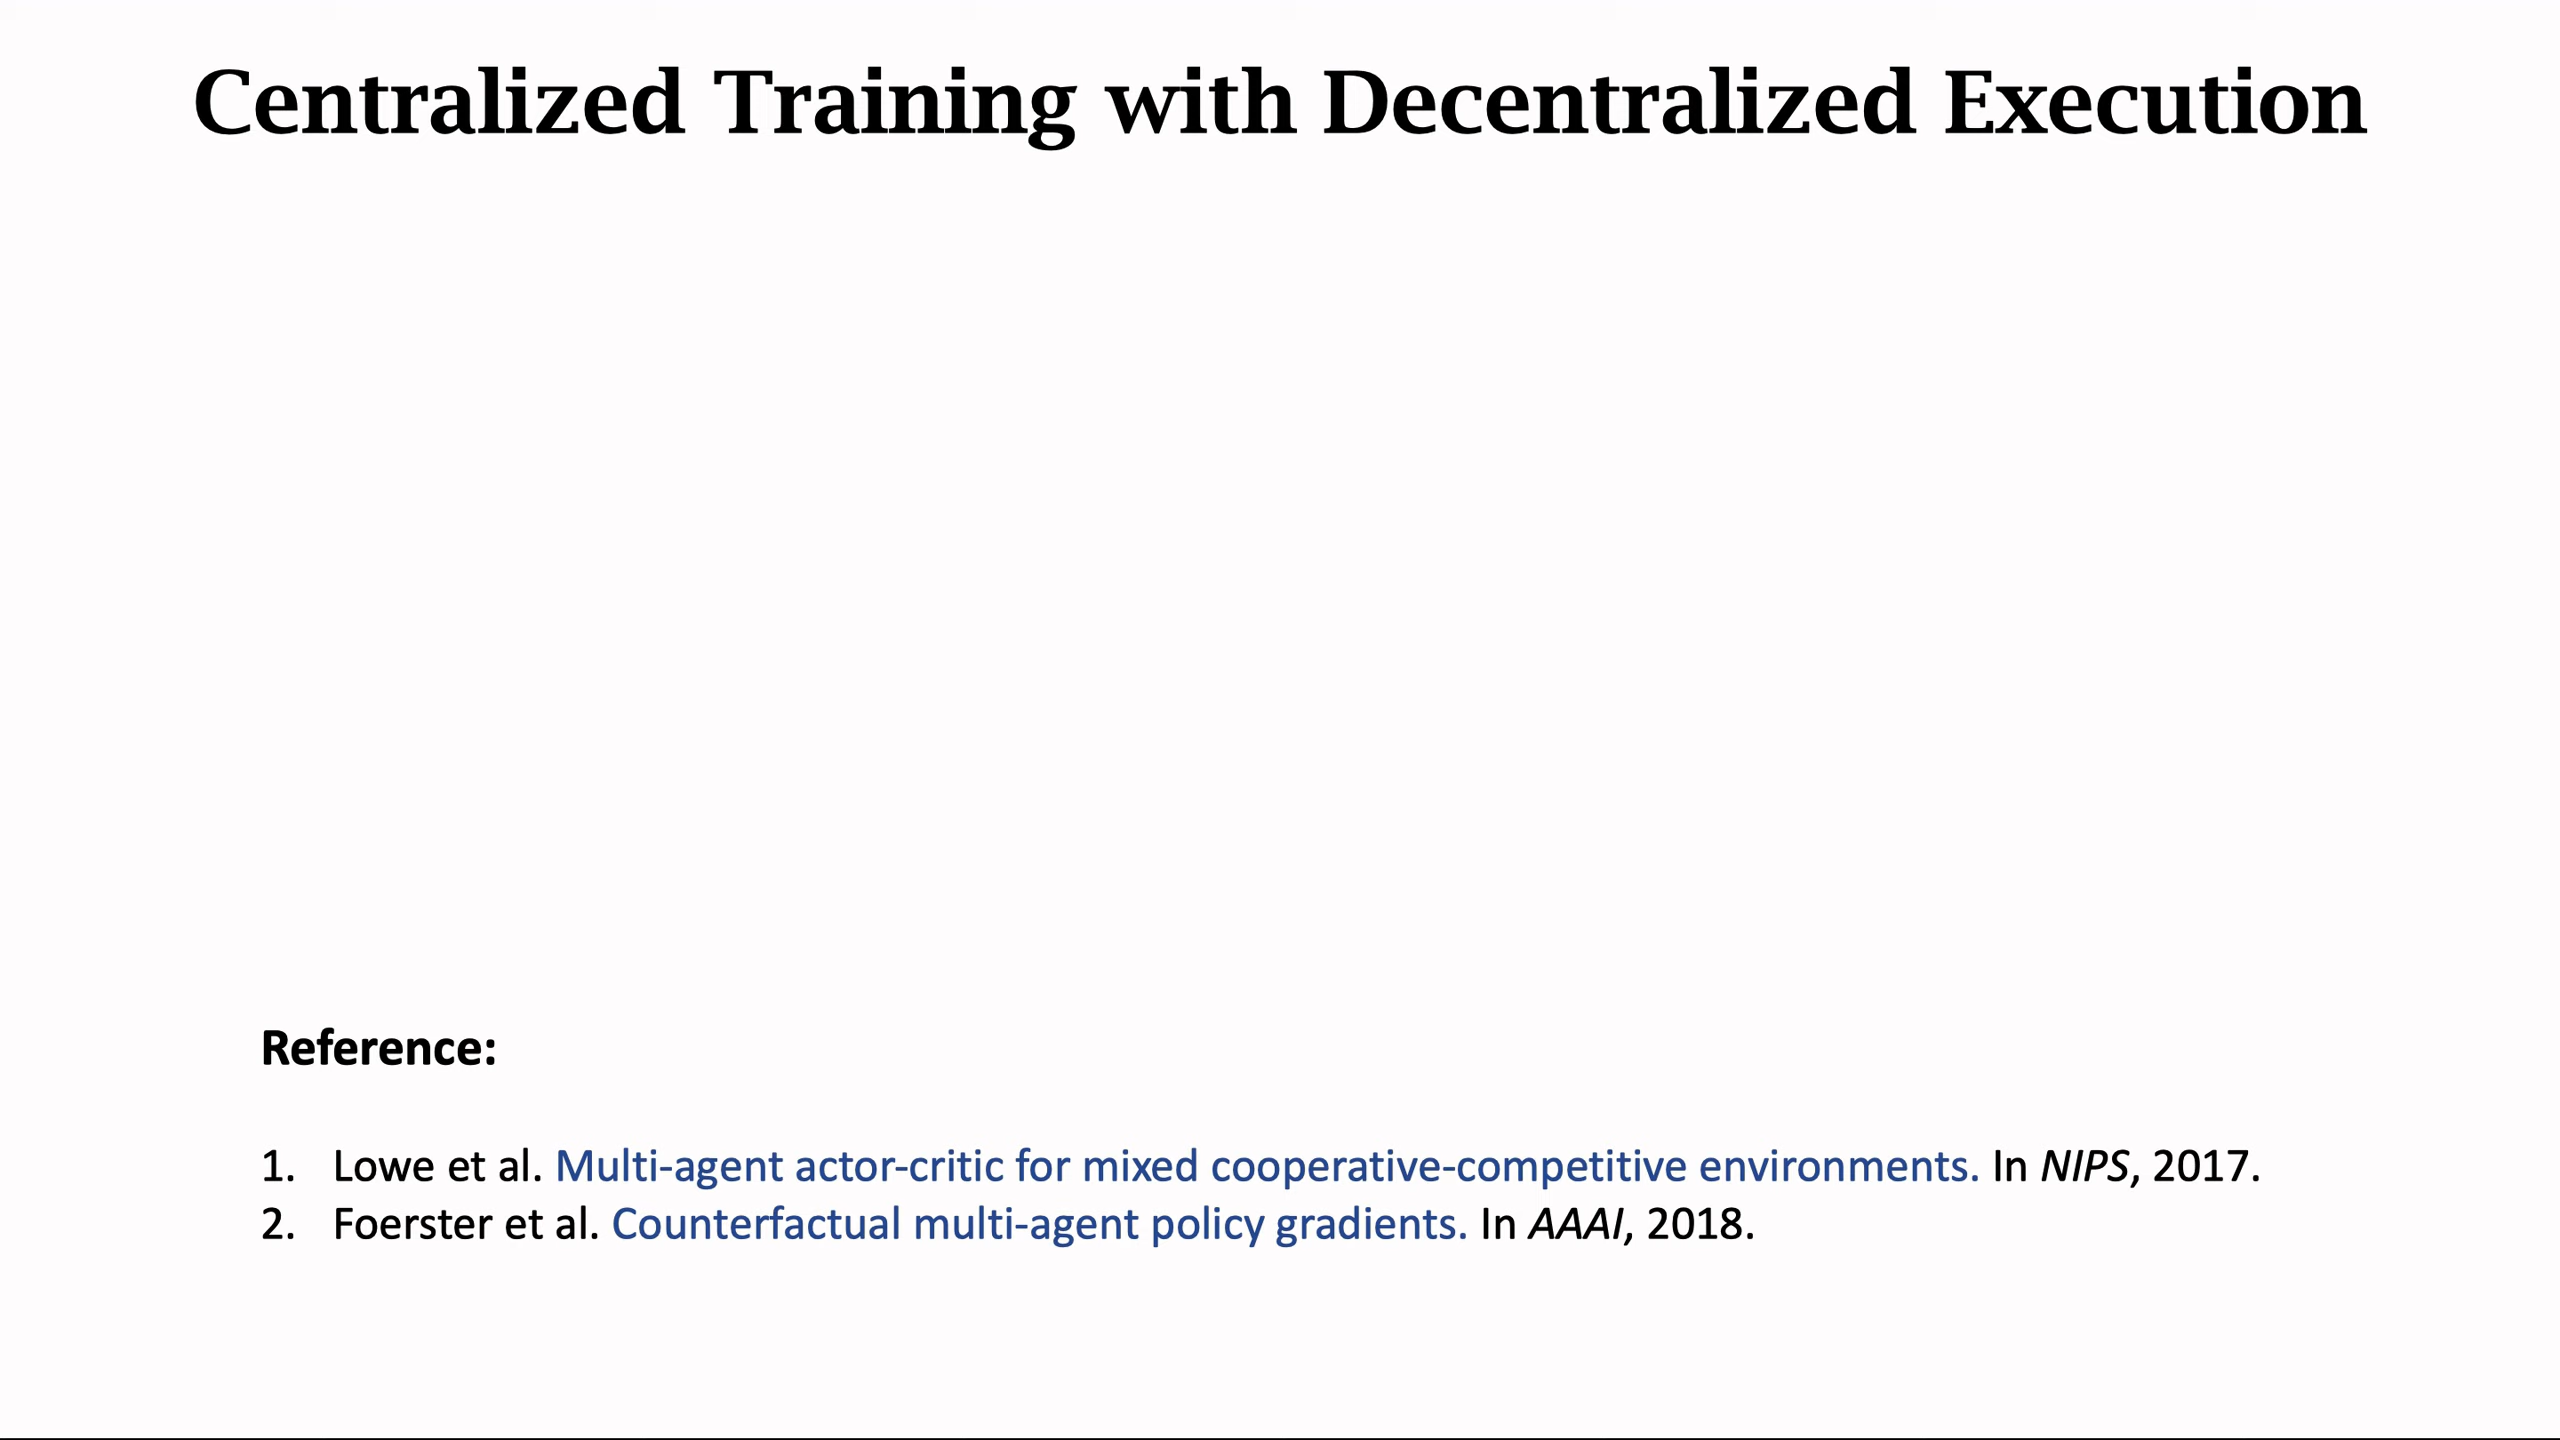 Centralized Training with Decentralized Execution
Reference:
1. Lowe et al. Multi-agent actor-critic for mixed cooperative-competitive environments. In NIPS, 2017.
2. Foerster et al. Counterfactual multi-agent policy gradients. In AAAI, 2018.